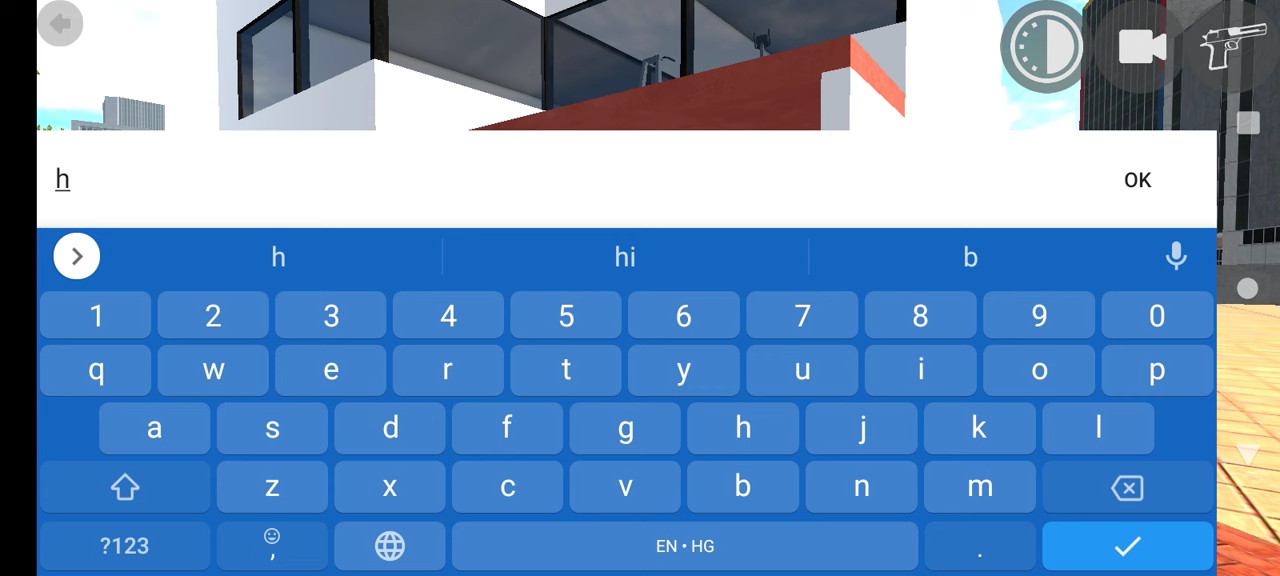 h
OK
h hi b
1 2 3 4 5 6 7 8 9 0
q w e r t y u i o p
a s d f g h j k l
z x c v b n m
?123 , EN • HG .